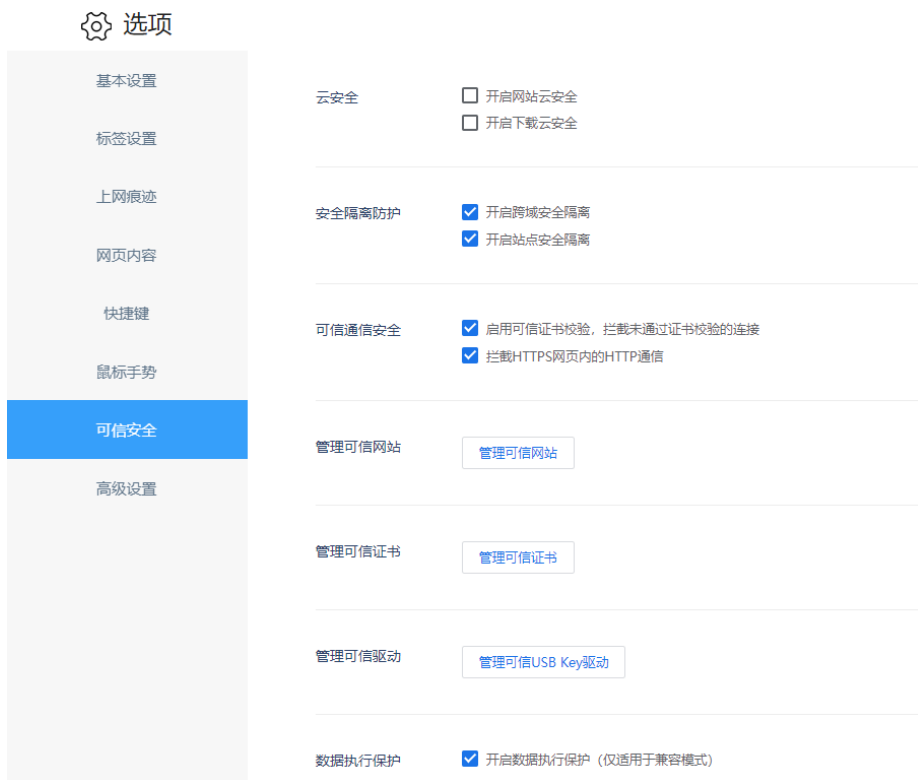 选项
基本设置
标签设置
上网痕迹
网页内容
快捷键
鼠标手势
可信安全
高级设置
云安全
开启网站云安全
开启下载云安全
安全隔离防护
开启跨域安全隔离
开启站点安全隔离
可信通信安全
启用可信证书校验，拦截未通过证书校验的连接
拦截HTTPS网页内的HTTP通信
管理可信网站
管理可信网站
管理可信证书
管理可信证书
管理可信驱动
管理可信USB Key驱动
数据执行保护
开启数据执行保护（仅适用于兼容模式）